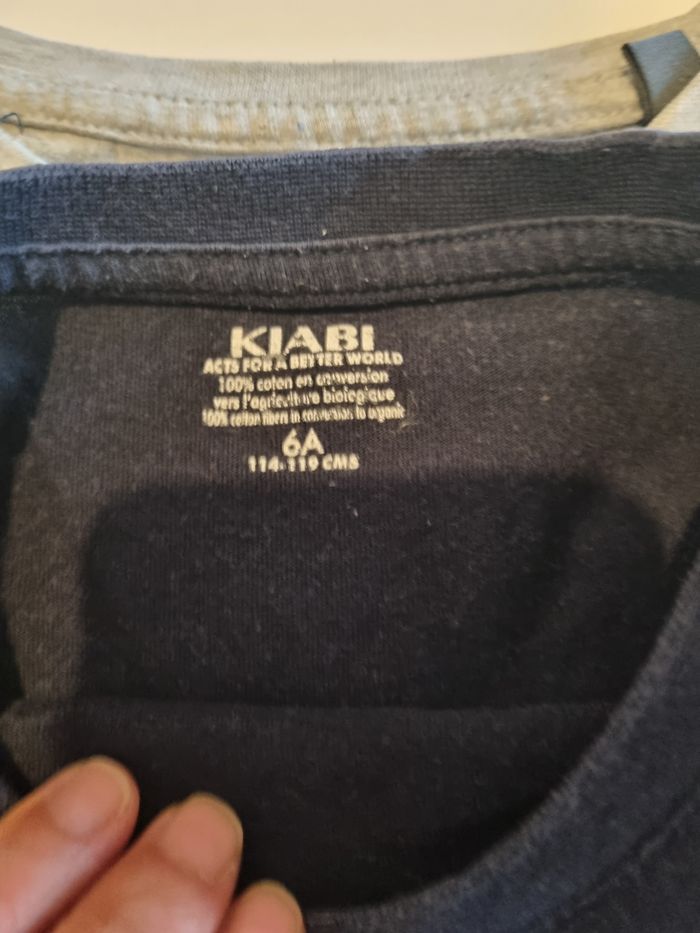 KIABI
ACTS FOR A BETTER WORLD
100% coton en conversion
vers l'agriculture biologique
100% cotton fibers in conversion to organic
6A
114-119 CMS